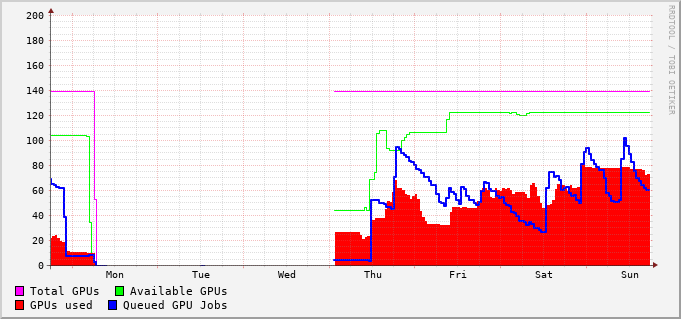 200
180
160
140
120
100
80
60
40
20
0
Mon Tue Wed Thu Fri Sat Sun
Total GPUs Available GPUs
GPUs used Queued GPU Jobs
RRDTOOL / TOBI OETIKER